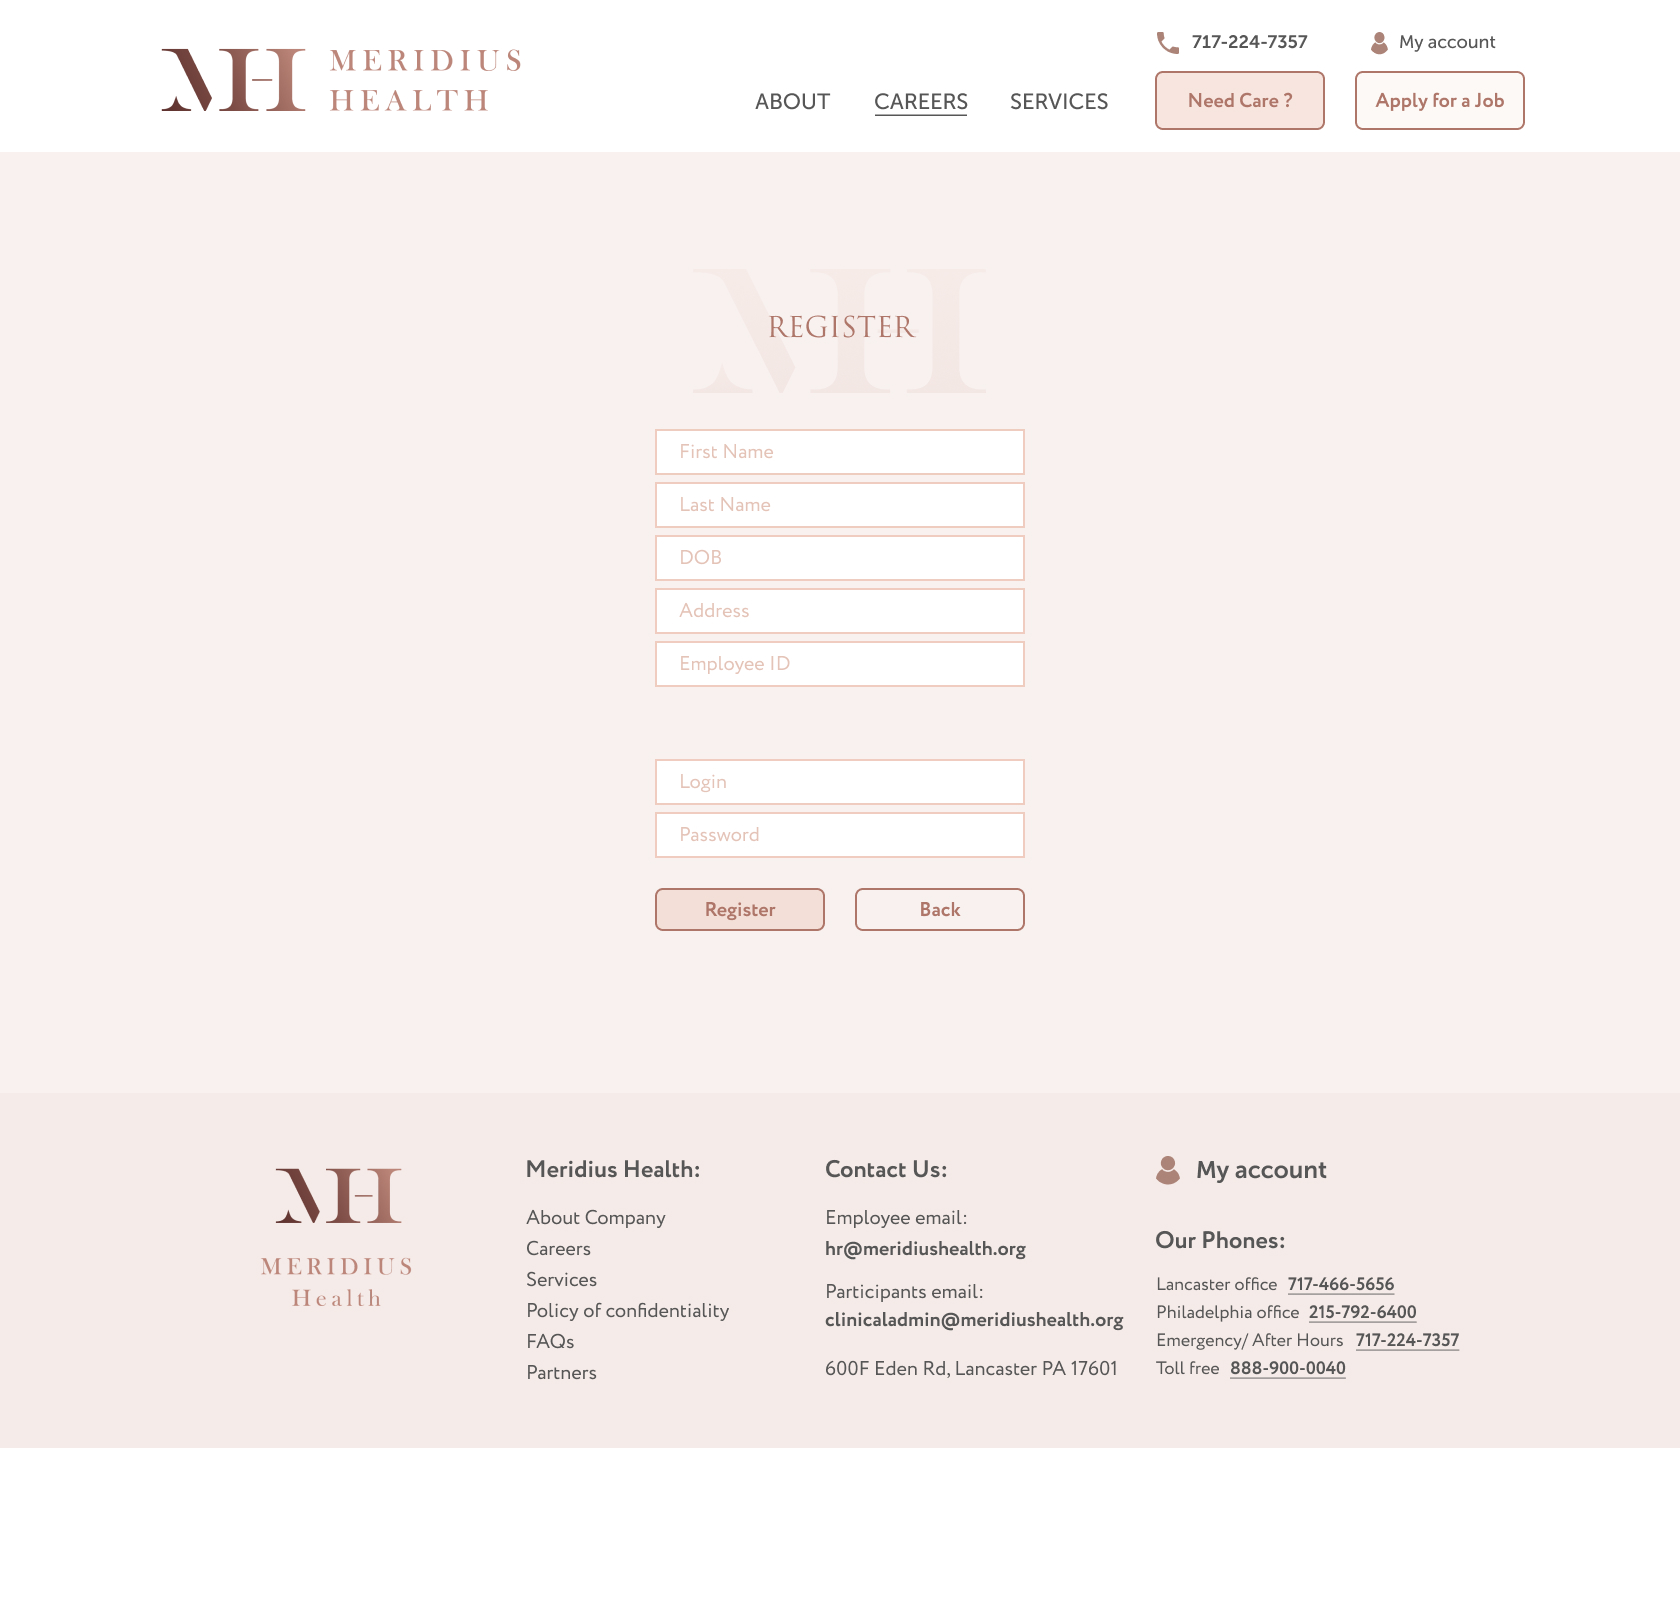 MH MERIDIUS
HEALTH
717-224-7357
My account
ABOUT CAREERS SERVICES
Need Care ?
Apply for a Job
MH
REGISTER
First Name
Last Name
DOB
Address
Employee ID
Login
Password
Register
Back
MH
MERIDIUS
Health
Meridius Health:
About Company
Careers
Services
Policy of confidentiality
FAQs
Partners
Contact Us:
Employee email:
hr@meridiushealth.org
Participants email:
clinicaladmin@meridiushealth.org
600F Eden Rd, Lancaster PA 17601
My account
Our Phones:
Lancaster office 717-466-5656
Philadelphia office 215-792-6400
Emergency/ After Hours 717-224-7357
Toll free 888-900-0040